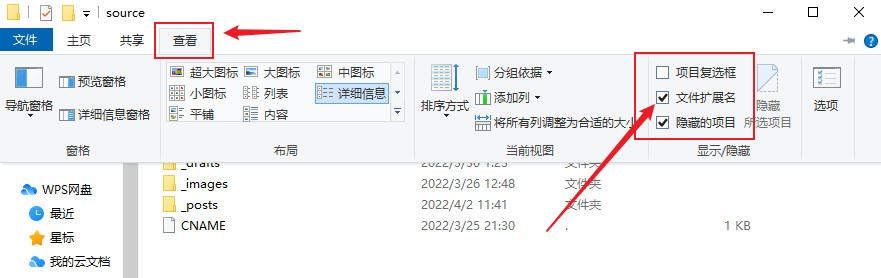 source
文件 主页 共享 查看
导航窗格 预览窗格 详细信息窗格
窗格
超大图标 大图标 中图标
小图标 列表 详细信息
平铺 内容
布局
排序方式 分组依据
添加列
将所有列调整为合适的大小
当前视图
项目复选框
文件扩展名
隐藏的项目
隐藏
所选项目
显示/隐藏
选项
WPS网盘
最近
星标
我的云文档
_drafts 2022/3/30 1:23 文件夹
_images 2022/3/26 12:48 文件夹
_posts 2022/4/2 11:41 文件夹
CNAME 2022/3/25 21:30 . 1 KB